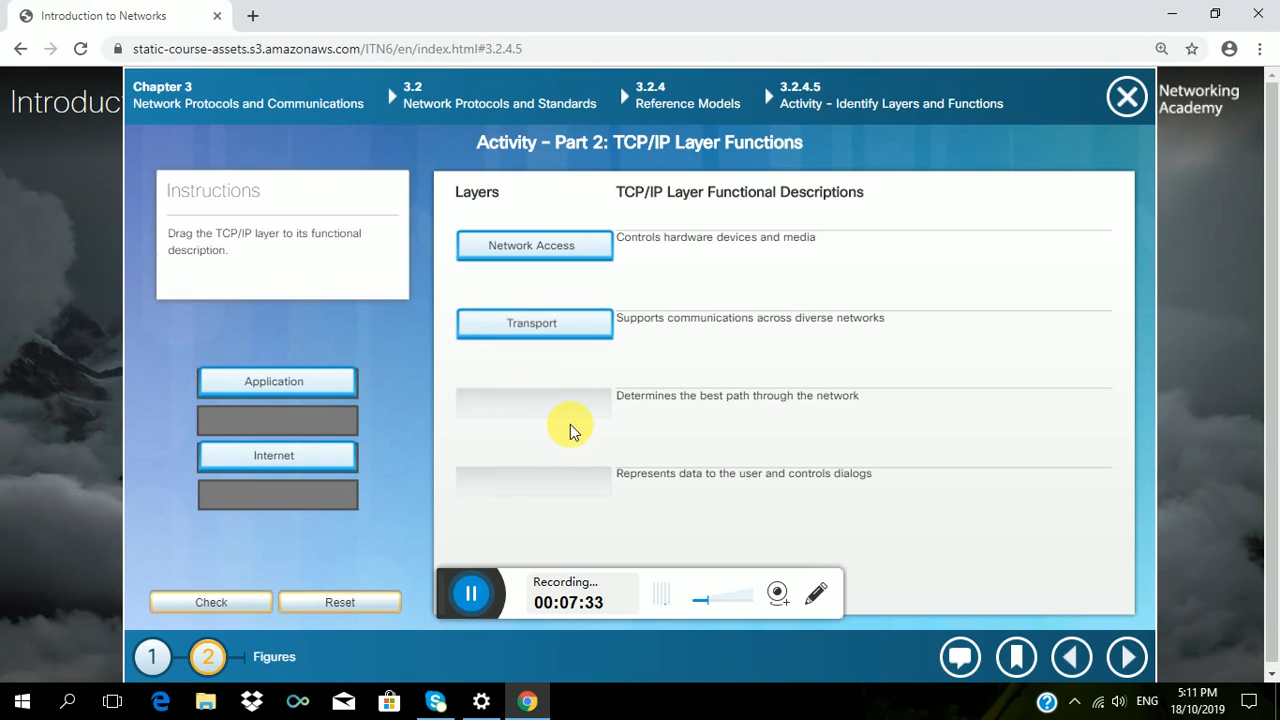 Introduction to Networks
static-course-assets.s3.amazonaws.com/ITN6/en/index.html#3.2.4.5
Introduc
Chapter 3
Network Protocols and Communications
3.2
Network Protocols and Standards
3.2.4
Reference Models
3.2.4.5
Activity - Identify Layers and Functions
Networking
Academy
Activity – Part 2: TCP/IP Layer Functions
Instructions
Drag the TCP/IP layer to its functional
description.
Application
Internet
Check
Reset
Layers
TCP/IP Layer Functional Descriptions
Network Access
Controls hardware devices and media
Transport
Supports communications across diverse networks
Determines the best path through the network
Represents data to the user and controls dialogs
Recording...
00:07:33
1
2
Figures
ENG
5:11 PM
18/10/2019